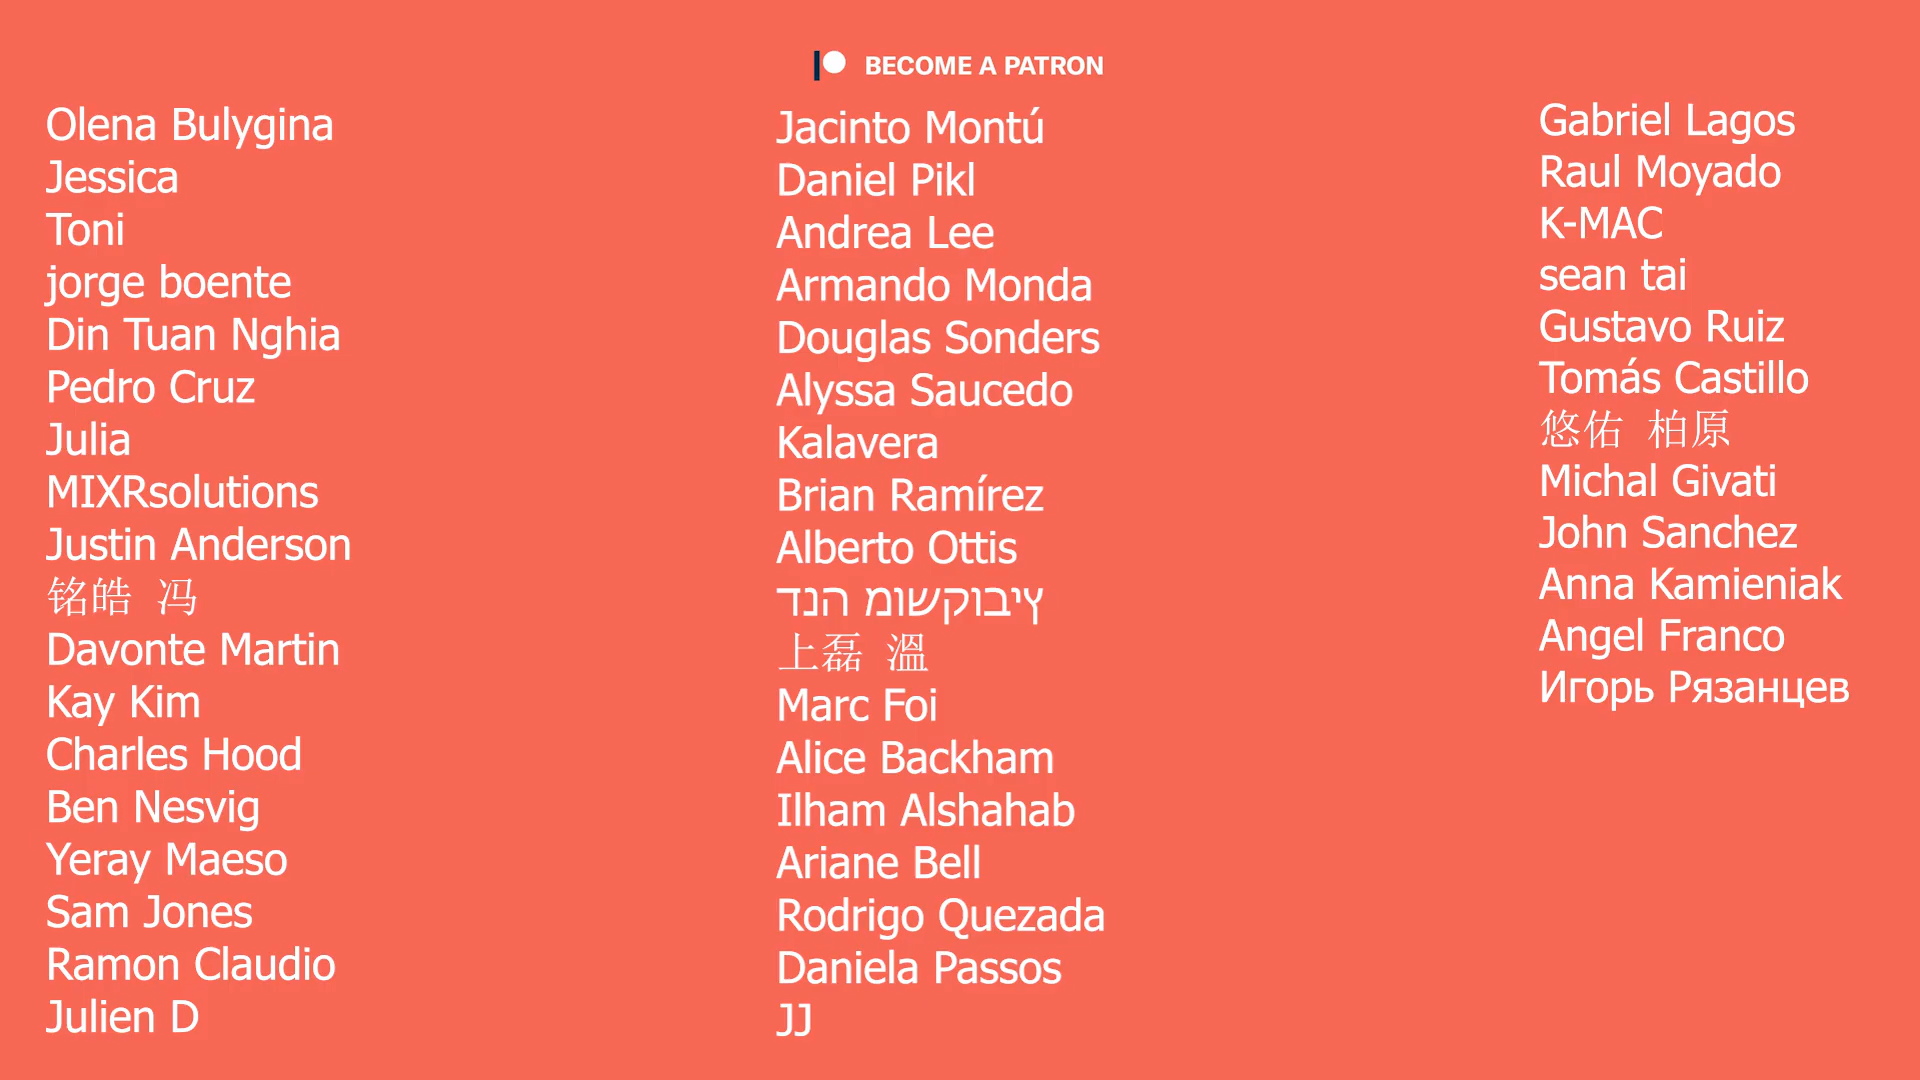 BECOME A PATRON
Olena Bulygina
Jessica
Toni
jorge boente
Din Tuan Nghia
Pedro Cruz
Julia
MIXRsolutions
Justin Anderson
铭皓 冯
Davonte Martin
Kay Kim
Charles Hood
Ben Nesvig
Yeray Maeso
Sam Jones
Ramon Claudio
Julien D
Jacinto Montú
Daniel Pikl
Andrea Lee
Armando Monda
Douglas Sonders
Alyssa Saucedo
Kalavera
Brian Ramírez
Alberto Ottis
דנה מושקוביץ
上磊 溫
Marc Foi
Alice Backham
Ilham Alshahab
Ariane Bell
Rodrigo Quezada
Daniela Passos
JJ
Gabriel Lagos
Raul Moyado
K-MAC
sean tai
Gustavo Ruiz
Tomás Castillo
悠佑 柏原
Michal Givati
John Sanchez
Anna Kamieniak
Angel Franco
Игорь Рязанцев